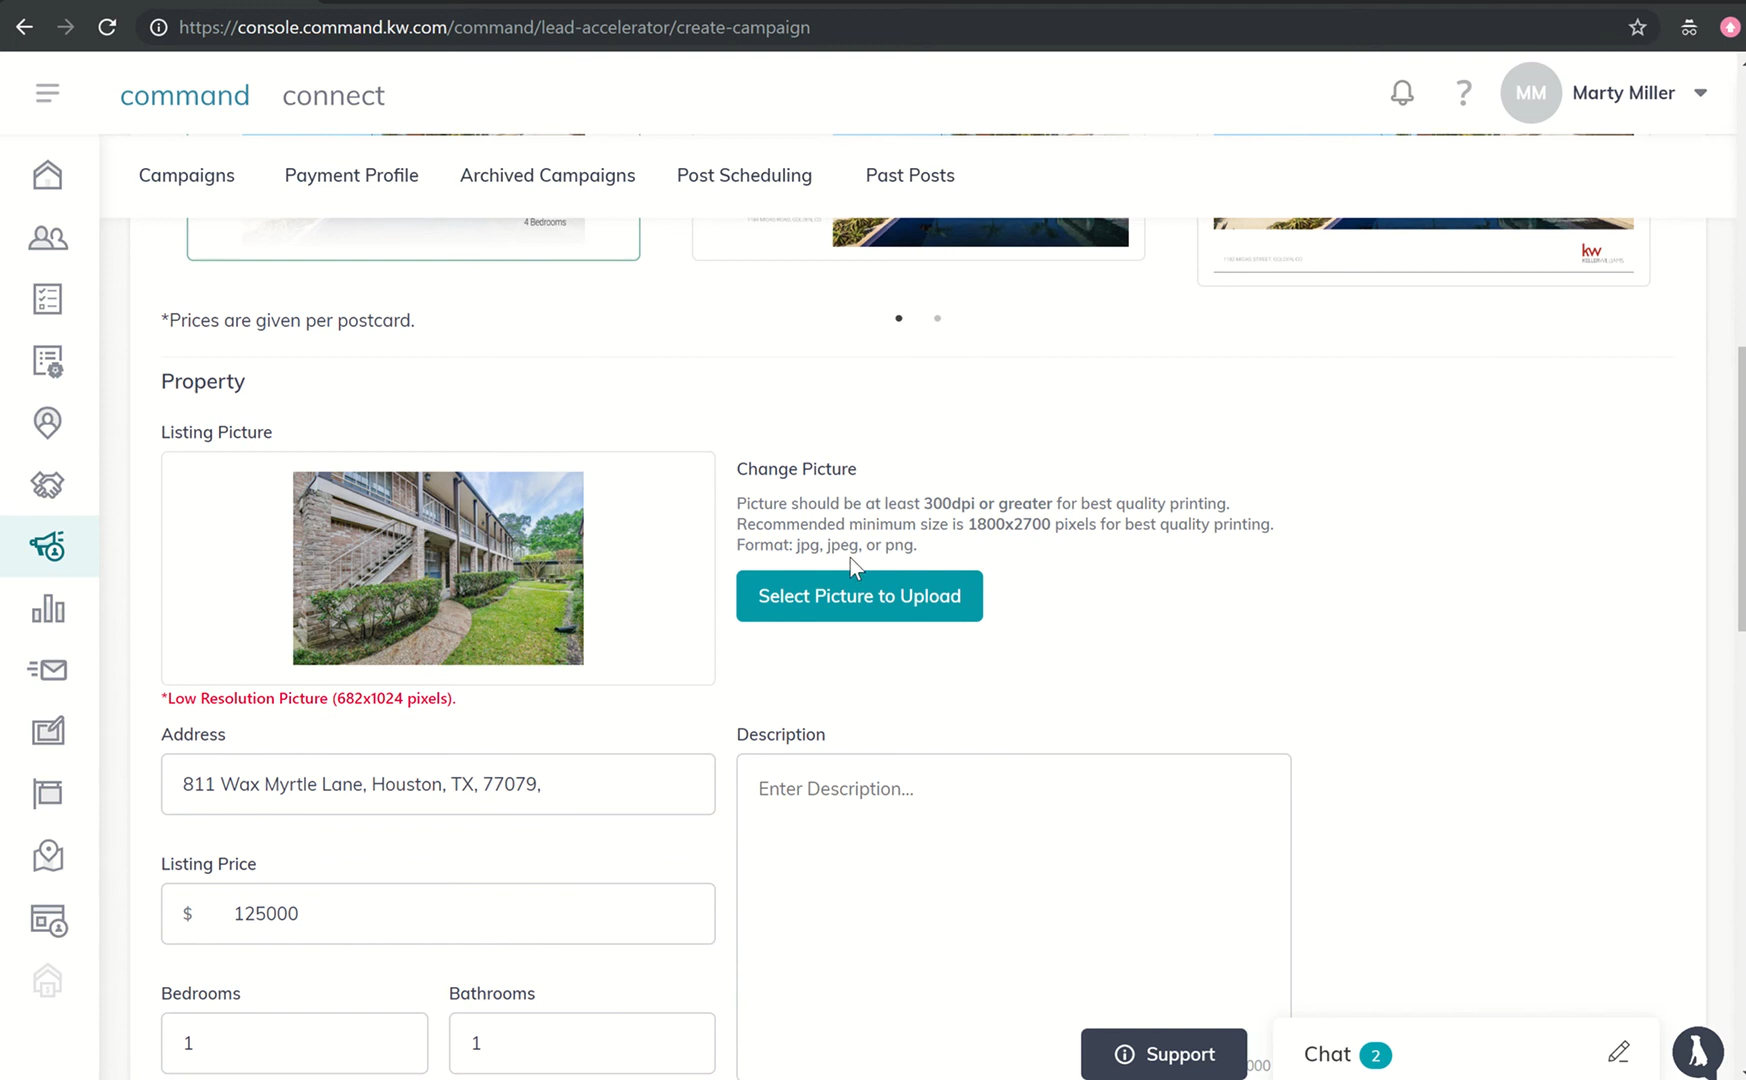 https://console.command.kw.com/command/lead-accelerator/create-campaign
command connect
MM Marty Miller
Campaigns Payment Profile Archived Campaigns Post Scheduling Past Posts
4 Bedrooms
kw
KELLERWILLIAMS
*Prices are given per postcard.
Property
Listing Picture
Change Picture
Picture should be at least 300dpi or greater for best quality printing.
Recommended minimum size is 1800x2700 pixels for best quality printing.
Format: jpg, jpeg, or png.
Select Picture to Upload
*Low Resolution Picture (682x1024 pixels).
Address
811 Wax Myrtle Lane, Houston, TX, 77079,
Description
Enter Description...
Listing Price
$ 125000
Bedrooms Bathrooms
1 1
Support
Chat 2